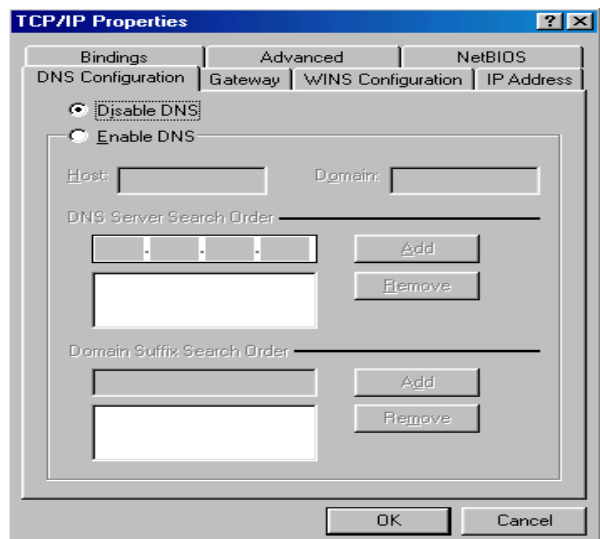 TCP/IP Properties
? ×
Bindings Advanced NetBIOS
DNS Configuration Gateway WINS Configuration IP Address
Disable DNS
Enable DNS
Host: Domain:
DNS Server Search Order
. . .
Add
Remove
Domain Suffix Search Order
Add
Remove
OK Cancel